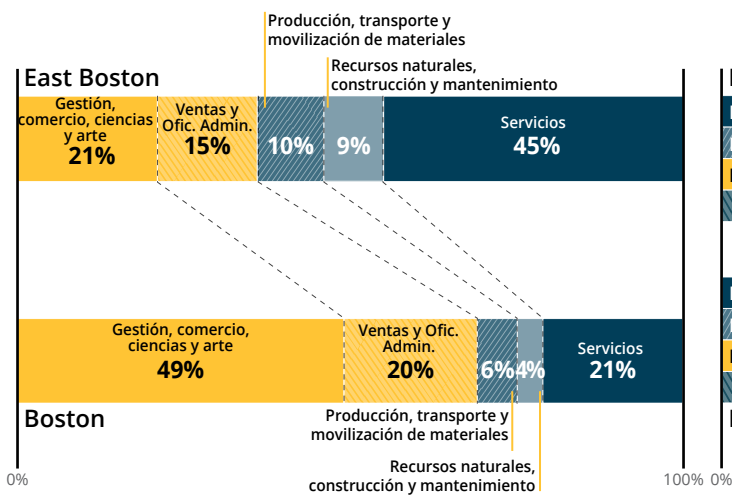 Producción, transporte y
movilización de materiales
Recursos naturales,
construcción y mantenimiento
East Boston
Gestión,
comercio, ciencias
y arte
21%
Ventas y
Ofic. Admin.
15%
10%
9%
Servicios
45%
Gestión, comercio,
ciencias y arte
49%
Ventas y Ofic.
Admin.
20%
6%
4%
Servicios
21%
Boston
Producción, transporte y
movilización de materiales
Recursos naturales,
construcción y mantenimiento
0%
100%
0%